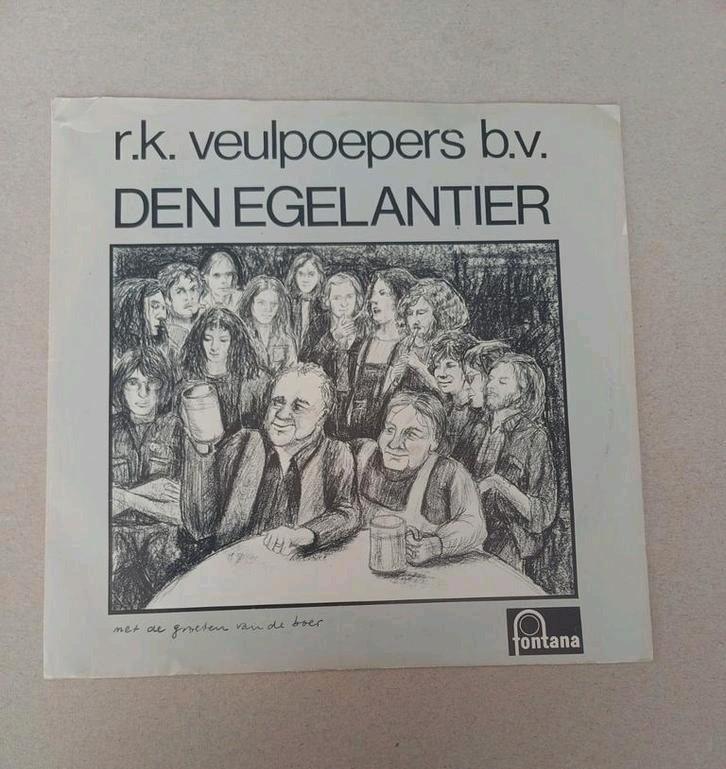 r.k. veulpoepers b.v.
DEN EGELANTIER
met de groeten van de boer
fontana